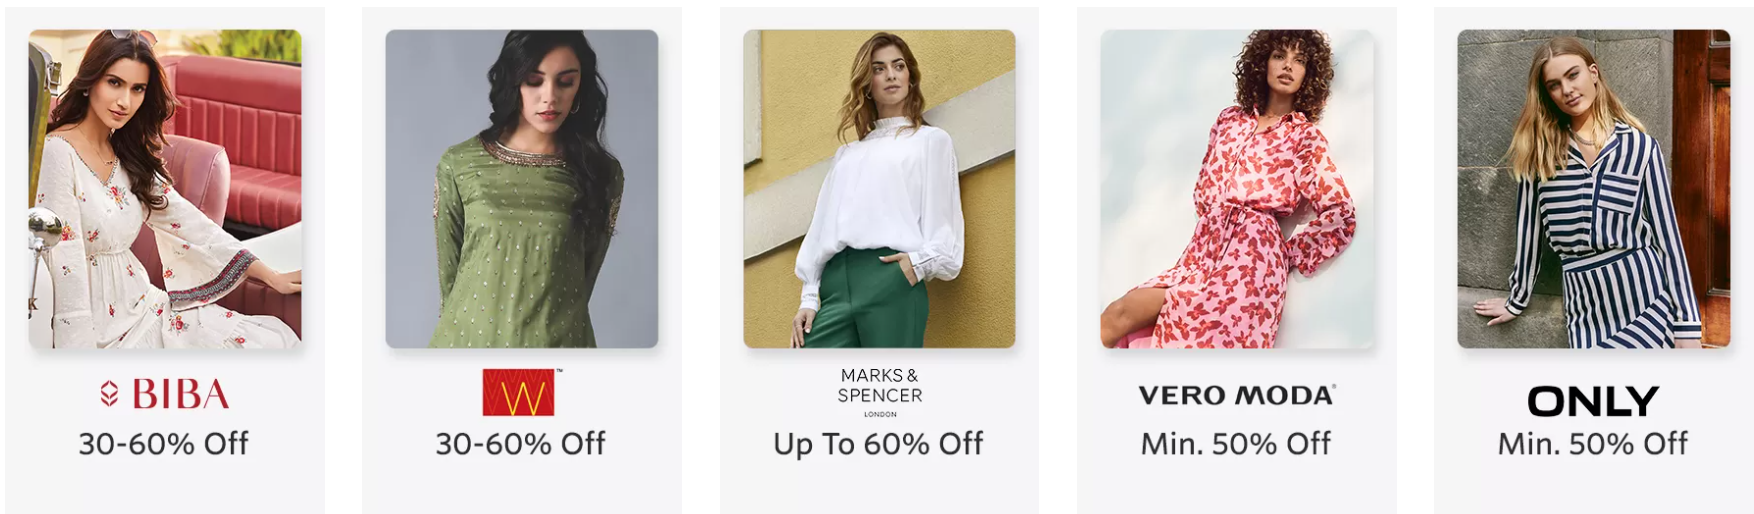 BIBA
30-60% Off
W™
30-60% Off
MARKS &
SPENCER
LONDON
Up To 60% Off
VERO MODA®
Min. 50% Off
ONLY
Min. 50% Off